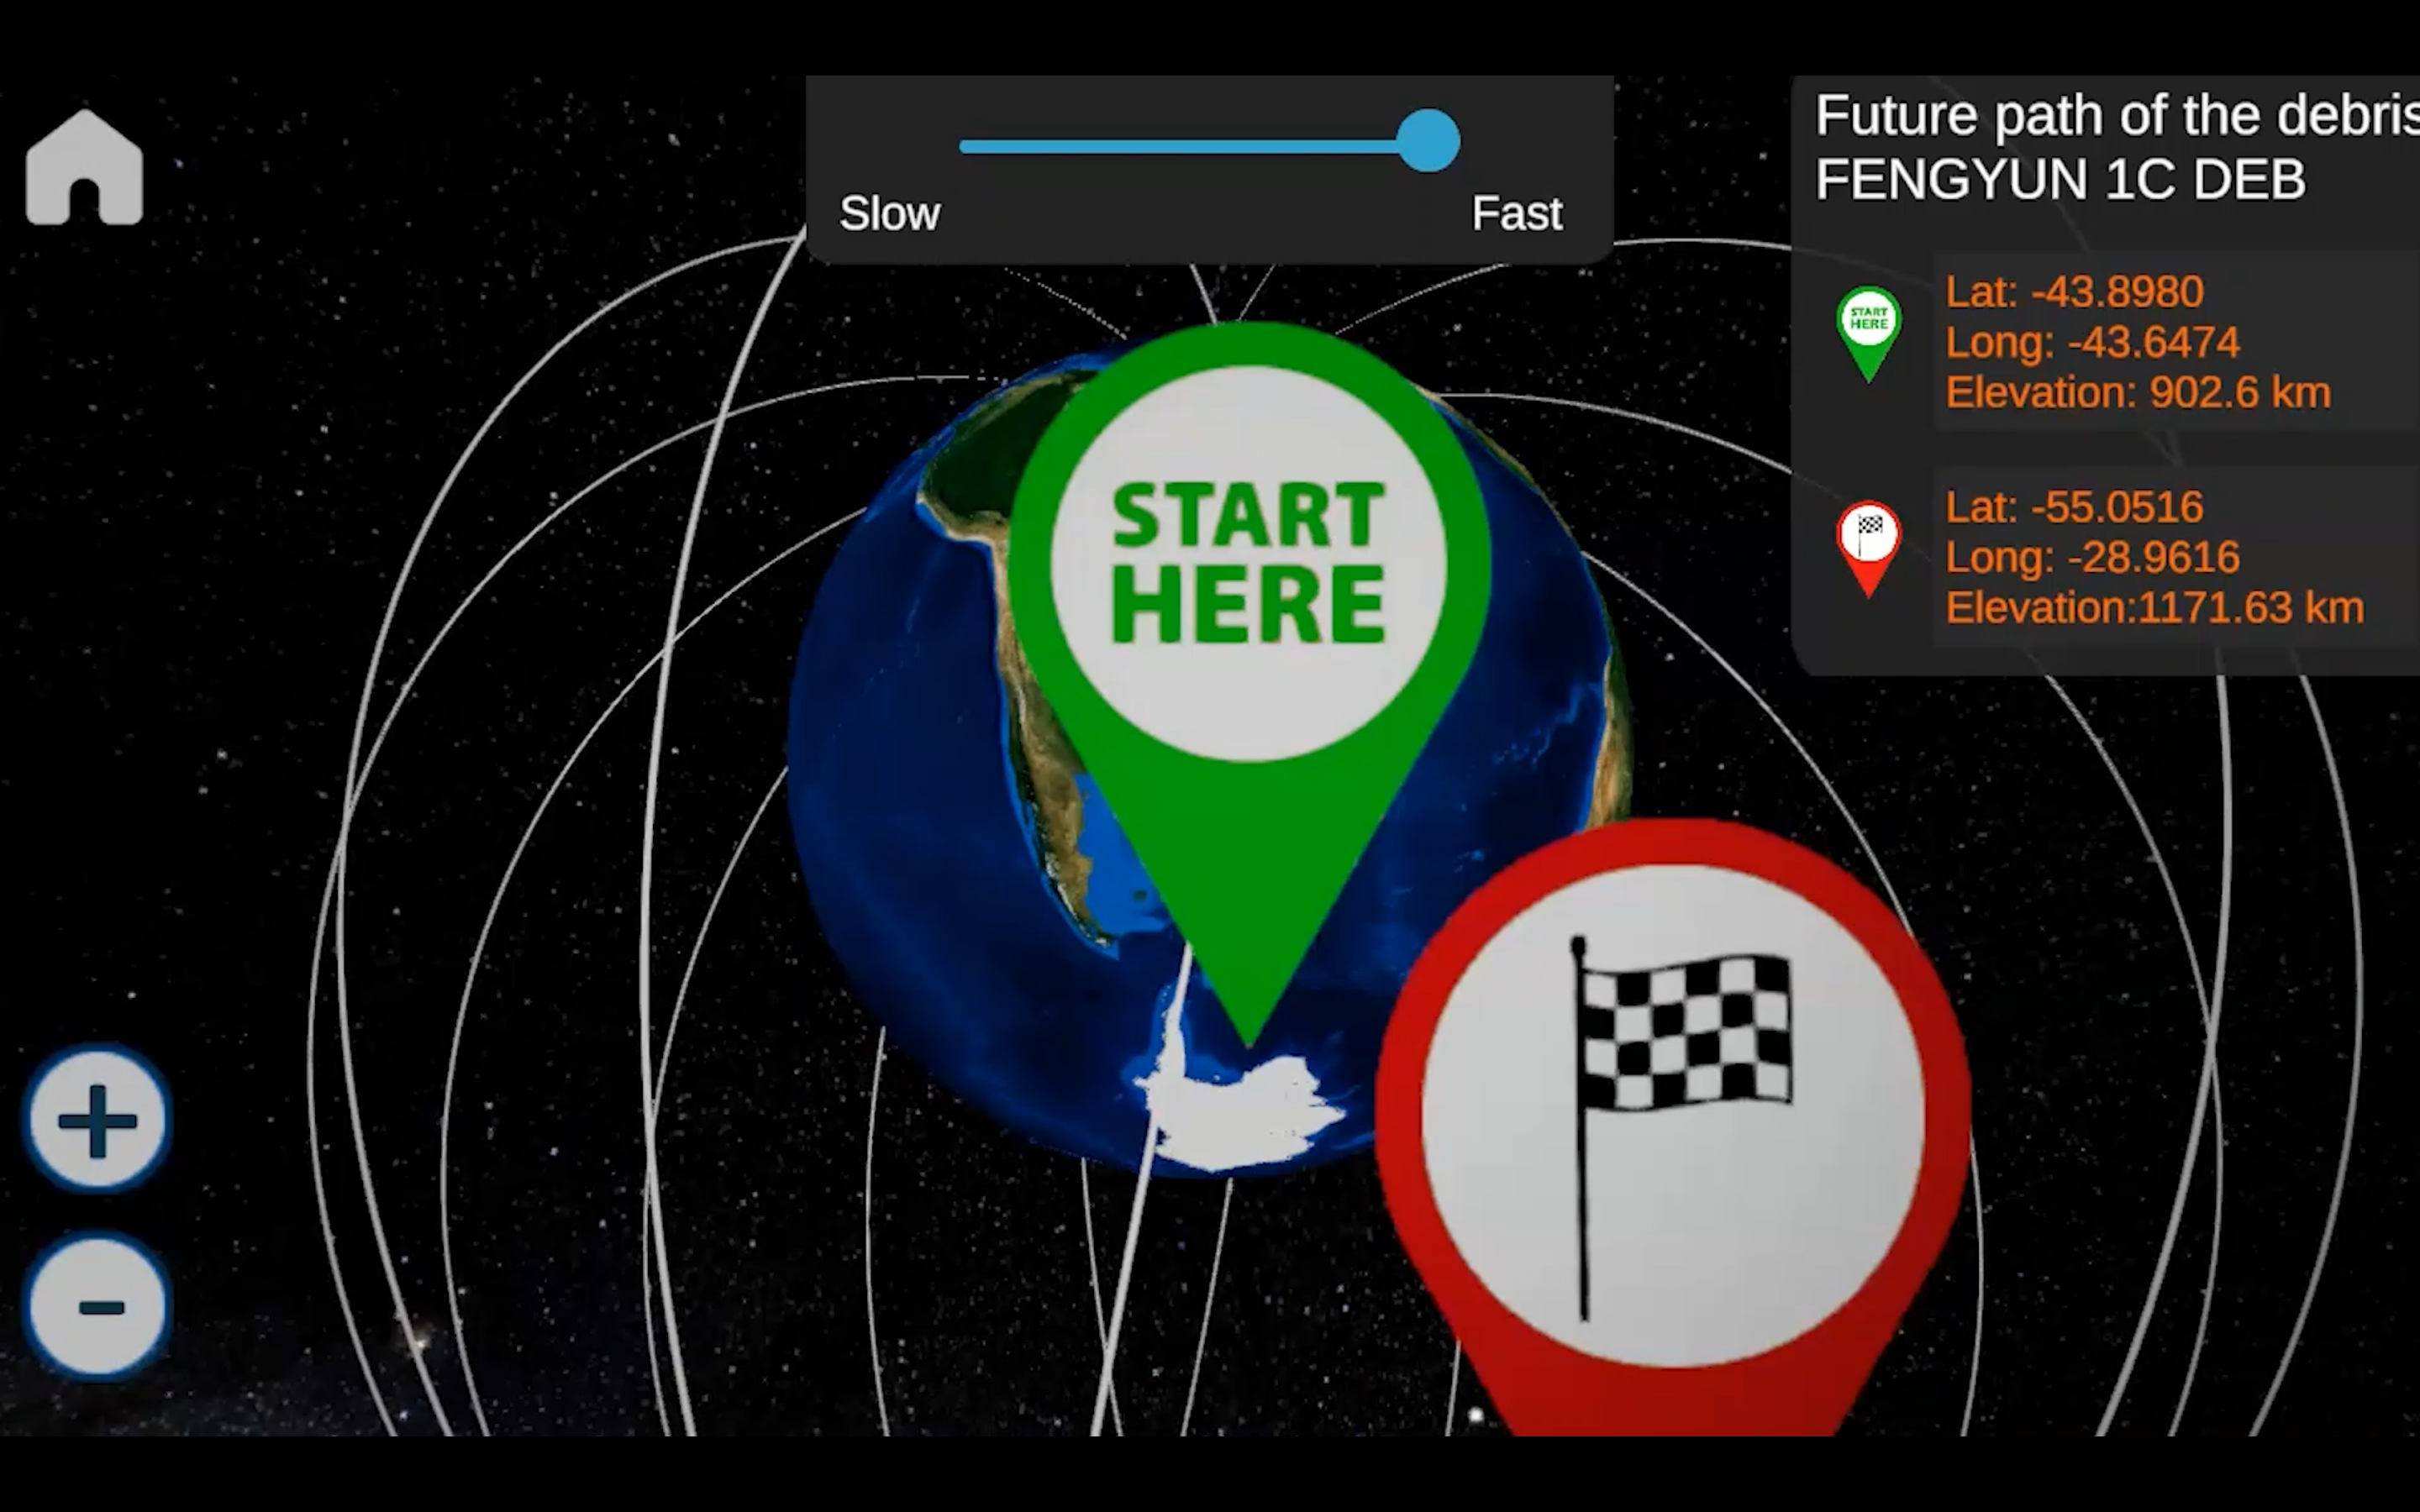 Slow
Fast
Future path of the debris
FENGYUN 1C DEB
START
HERE
Lat: -43.8980
Long: -43.6474
Elevation: 902.6 km
Lat: -55.0516
Long: -28.9616
Elevation:1171.63 km
START
HERE